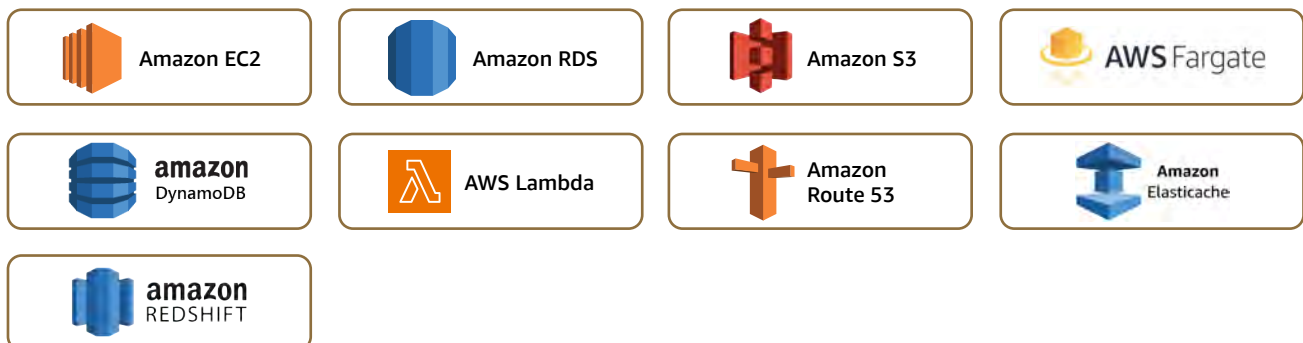 Amazon EC2
Amazon RDS
Amazon S3
AWS Fargate
amazon
DynamoDB
AWS Lambda
Amazon
Route 53
Amazon
Elasticache
amazon
REDSHIFT